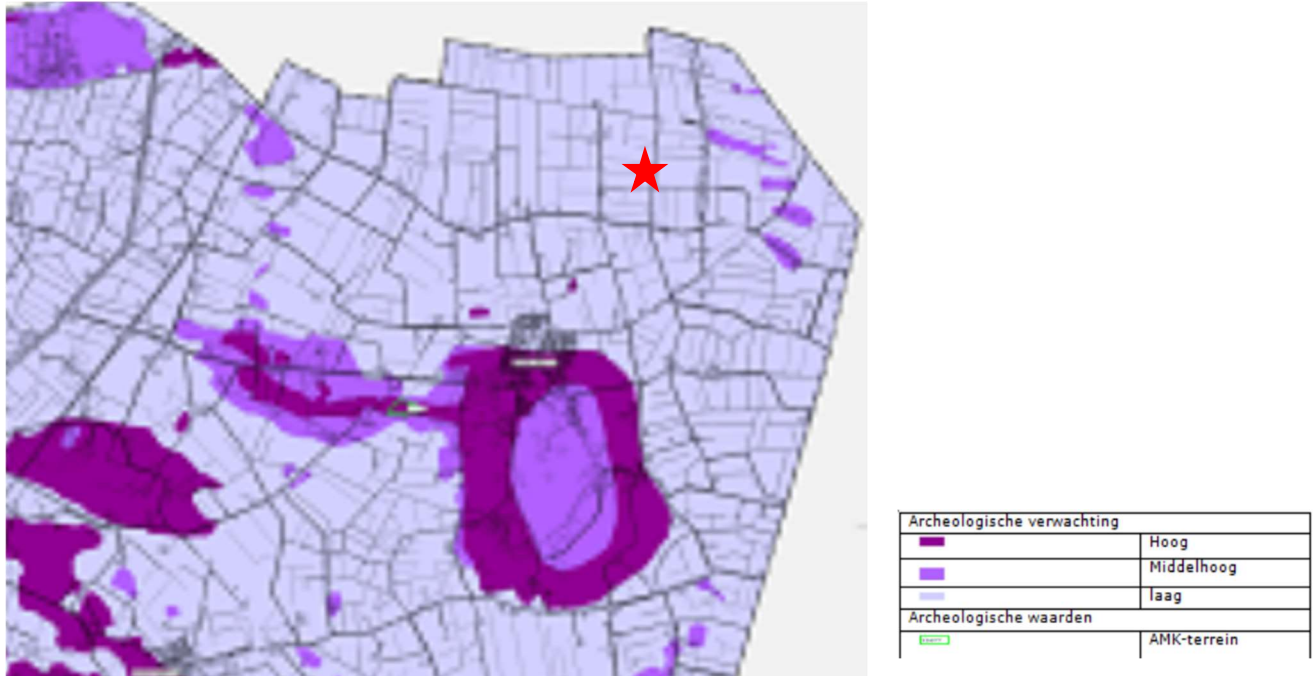 Archeologische verwachting
Hoog
Middelhoog
laag
Archeologische waarden
AMK-terrein